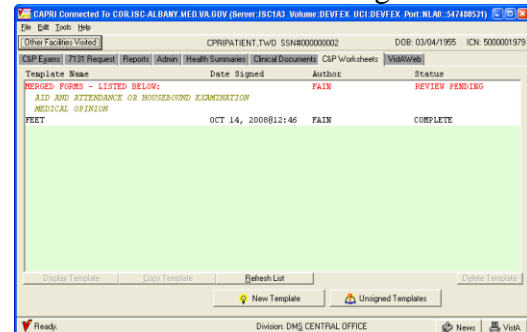 CAPRI Connected To COR.ISC-ALBANY.MED.VA.GOV (Server:ISC1A3 Volume:DEVFEX UCI:DEVFEX Port:NLA0:.547480531)
File Edit Tools Help
Other Facilities Visited CPRIPATIENT,TWO SSN#000000002 DOB: 03/04/1955 ICN: 5000001979
C&P Exams 7131 Request Reports Admin Health Summaries Clinical Documents C&P Worksheets VistAWeb
Template Name Date Signed Author Status
MERGED FORMS - LISTED BELOW: FAIN REVIEW PENDING
AID AND ATTENDANCE OR HOUSEBOUND EXAMINATION
MEDICAL OPINION
FEET OCT 14, 2008@12:46 FAIN COMPLETE
Display Template Copy Template Refresh List Delete Template
New Template Unsigned Templates
Ready. Division: DMS CENTRAL OFFICE News VistA